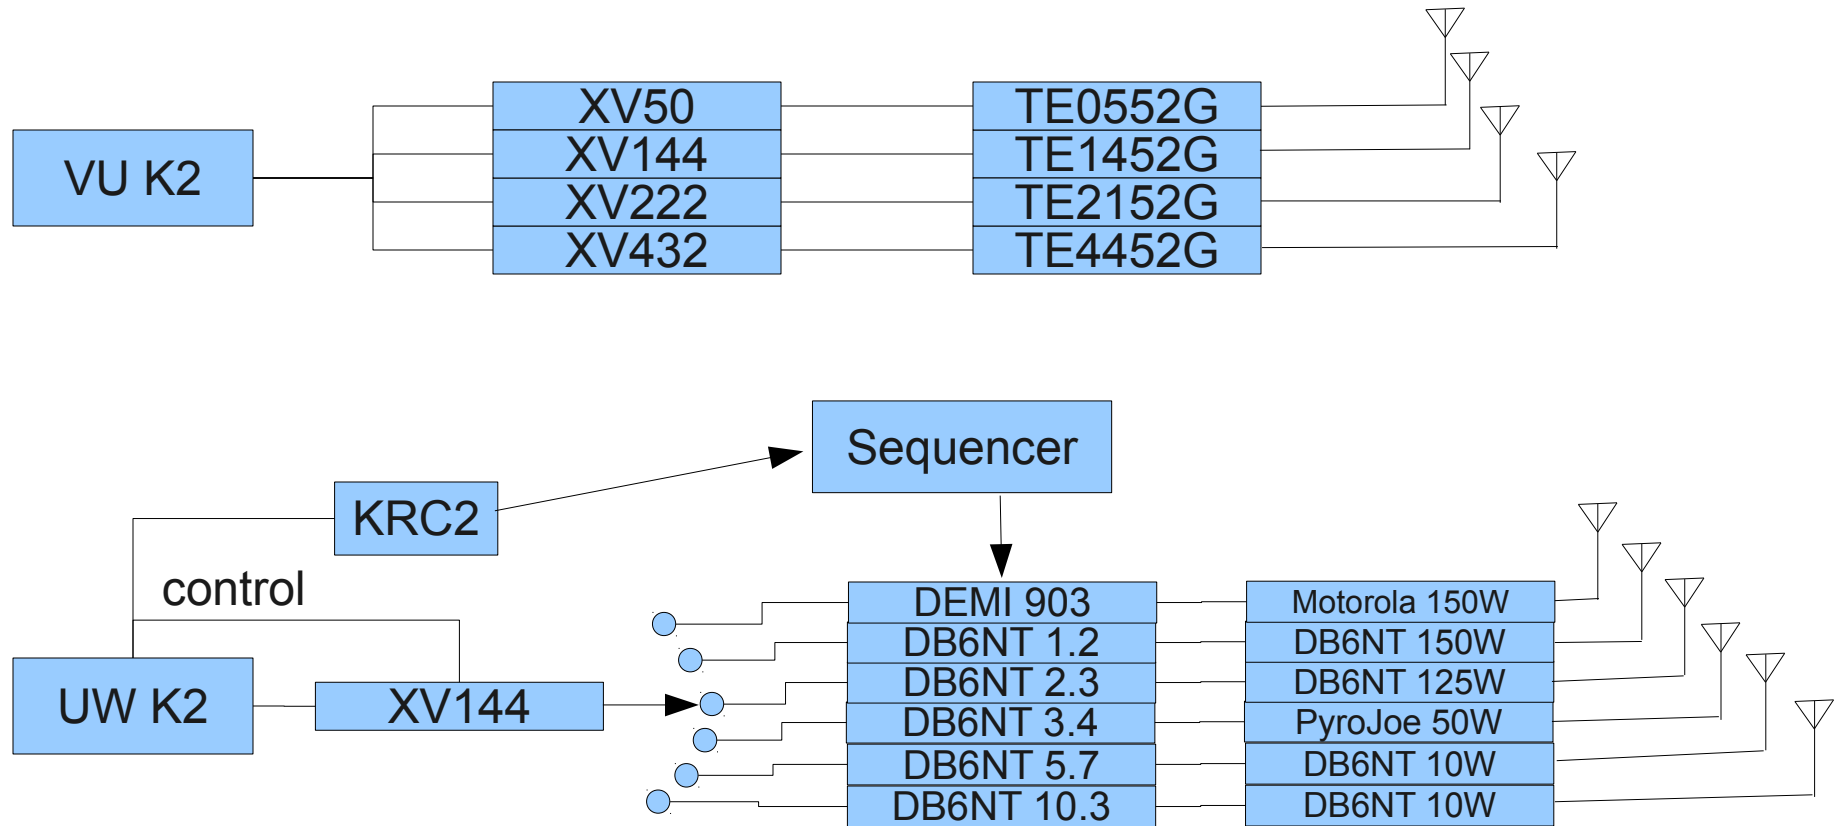 XV50
TE0552G
VU K2
XV144
TE1452G
XV222
TE2152G
XV432
TE4452G
Sequencer
KRC2
control
DEMI 903
Motorola 150W
DB6NT 1.2
DB6NT 150W
UW K2
XV144
DB6NT 2.3
DB6NT 125W
DB6NT 3.4
PyroJoe 50W
DB6NT 5.7
DB6NT 10W
DB6NT 10.3
DB6NT 10W